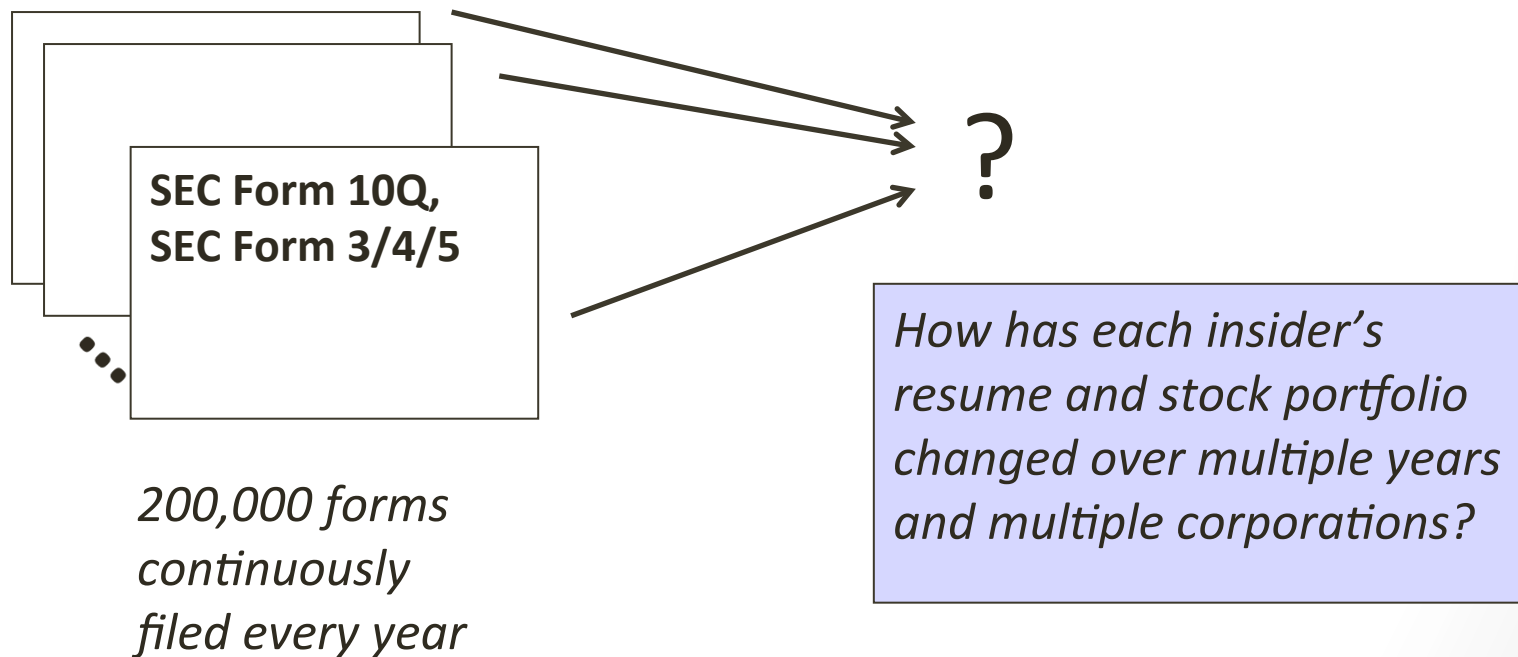 SEC Form 10Q,
SEC Form 3/4/5
?
How has each insider’s
resume and stock portfolio
changed over multiple years
and multiple corporations?
200,000 forms
continuously
filed every year